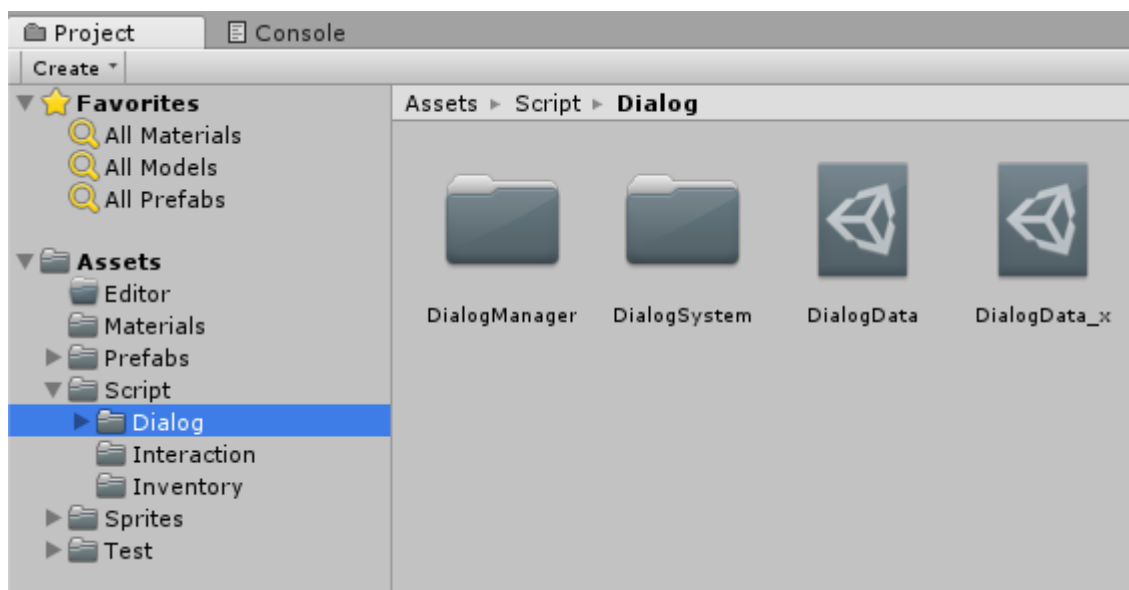 Project
Console
Create
Favorites
All Materials
All Models
All Prefabs
Assets
Editor
Materials
Prefabs
Script
Dialog
Interaction
Inventory
Sprites
Test
Assets Script Dialog
DialogManager
DialogSystem
DialogData
DialogData_x